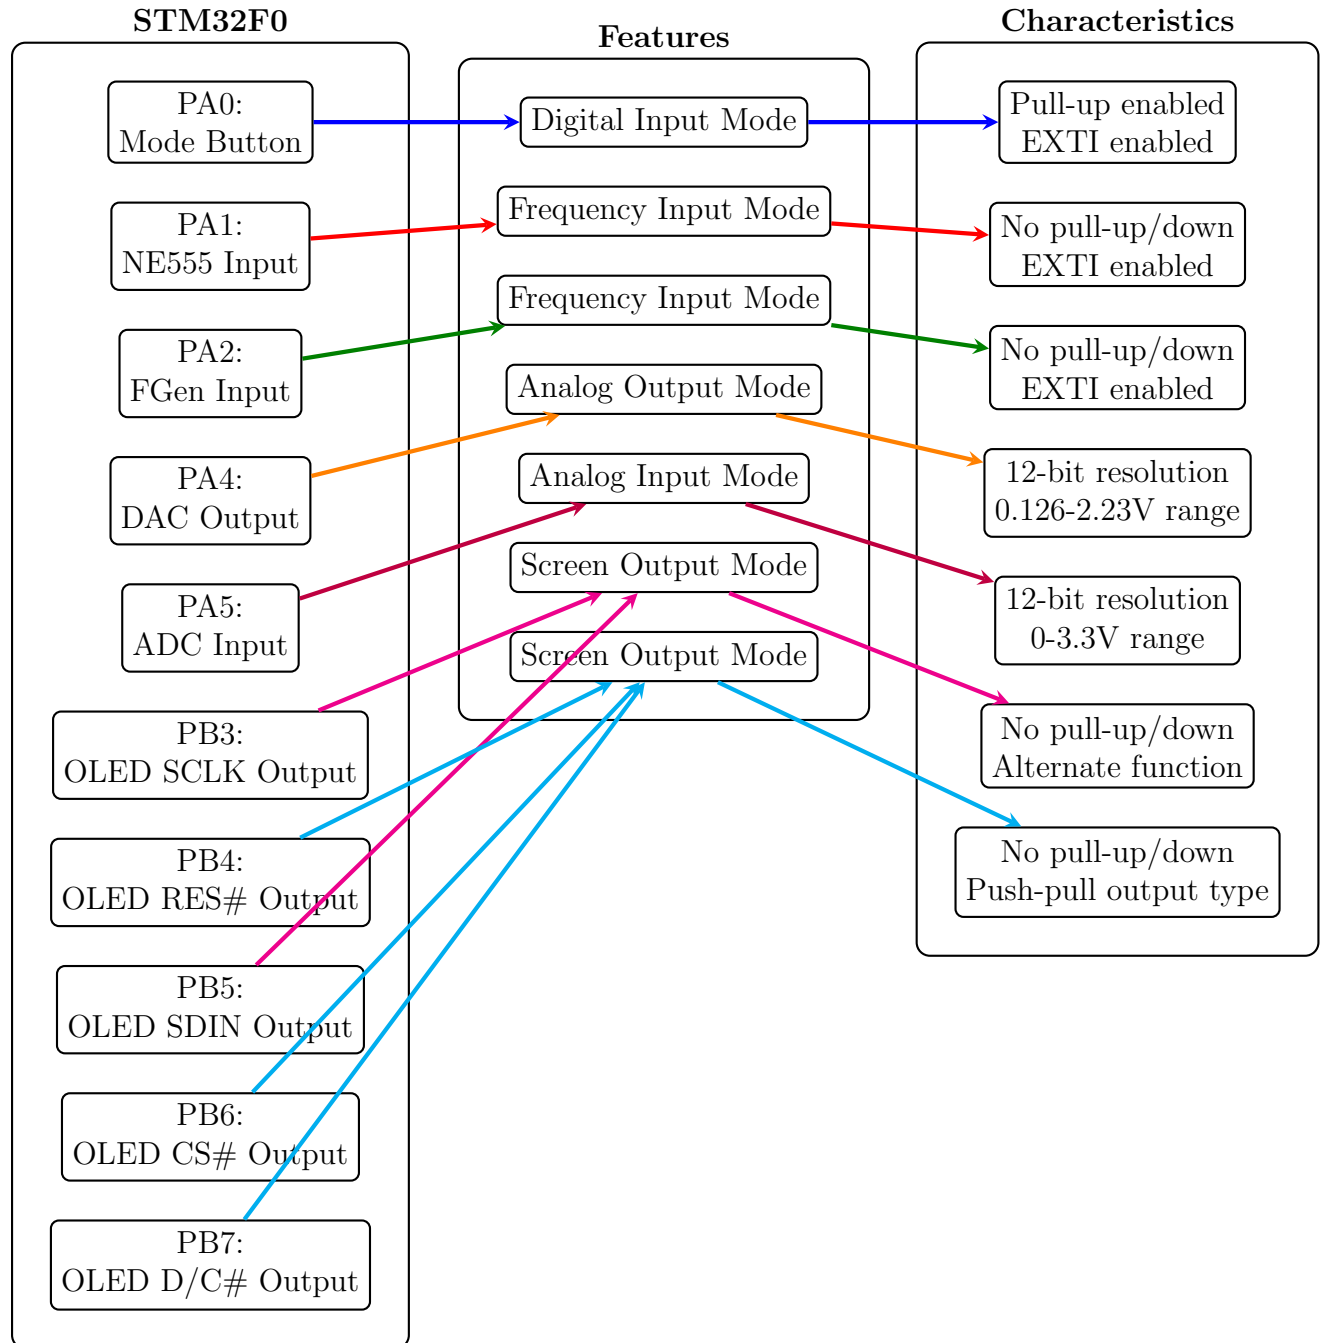 STM32F0
PA0:
Mode Button
PA1:
NE555 Input
PA2:
FGen Input
PA4:
DAC Output
PA5:
ADC Input
PB3:
OLED SCLK Output
PB4:
OLED RES# Output
PB5:
OLED SDIN Output
PB6:
OLED CS# Output
PB7:
OLED D/C# Output
Features
Digital Input Mode
Frequency Input Mode
Frequency Input Mode
Analog Output Mode
Analog Input Mode
Screen Output Mode
Screen Output Mode
Characteristics
Pull-up enabled
EXTI enabled
No pull-up/down
EXTI enabled
No pull-up/down
EXTI enabled
12-bit resolution
0.126-2.23V range
12-bit resolution
0-3.3V range
No pull-up/down
Alternate function
No pull-up/down
Push-pull output type